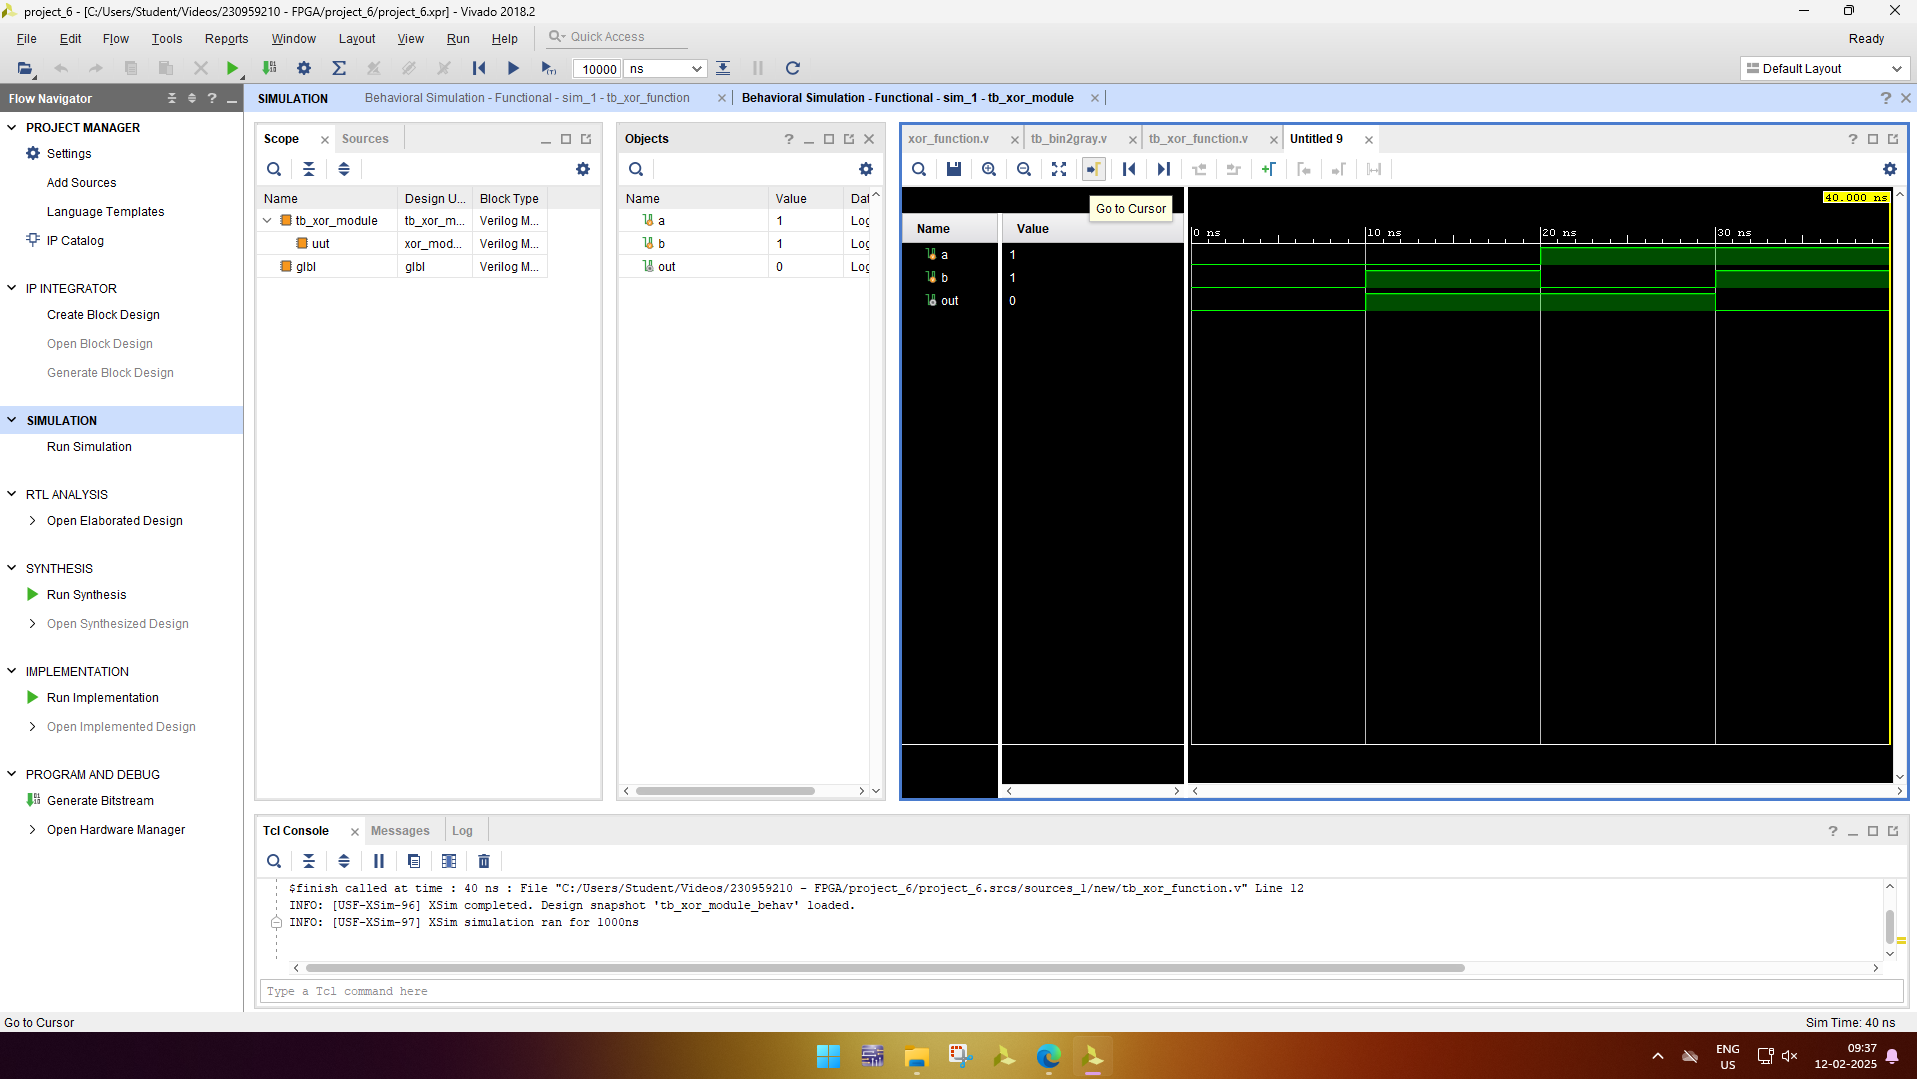 project_6 - [C:/Users/Student/Videos/230959210 - FPGA/project_6/project_6.xpr] - Vivado 2018.2
File Edit Flow Tools Reports Window Layout View Run Help Quick Access Ready
10000 ns Default Layout
Flow Navigator
PROJECT MANAGER
Settings
Add Sources
Language Templates
IP Catalog
IP INTEGRATOR
Create Block Design
Open Block Design
Generate Block Design
SIMULATION
Run Simulation
RTL ANALYSIS
Open Elaborated Design
SYNTHESIS
Run Synthesis
Open Synthesized Design
IMPLEMENTATION
Run Implementation
Open Implemented Design
PROGRAM AND DEBUG
Generate Bitstream
Open Hardware Manager
SIMULATION Behavioral Simulation - Functional - sim_1 - tb_xor_function Behavioral Simulation - Functional - sim_1 - tb_xor_module
Scope Sources
Name Design U... Block Type
tb_xor_module tb_xor_m... Verilog M...
uut xor_mod... Verilog M...
glbl glbl Verilog M...
Objects
Name Value Dat
a 1 Log
b 1 Log
out 0 Log
xor_function.v tb_bin2gray.v tb_xor_function.v Untitled 9
Go to Cursor
40.000 ns
Name Value
0 ns 10 ns 20 ns 30 ns
a 1
b 1
out 0
Tcl Console Messages Log
$finish called at time : 40 ns : File "C:/Users/Student/Videos/230959210 - FPGA/project_6/project_6.srcs/sources_1/new/tb_xor_function.v" Line 12
INFO: [USF-XSim-96] XSim completed. Design snapshot 'tb_xor_module_behav' loaded.
INFO: [USF-XSim-97] XSim simulation ran for 1000ns
Type a Tcl command here
Go to Cursor Sim Time: 40 ns
ENG
US
09:37
12-02-2025